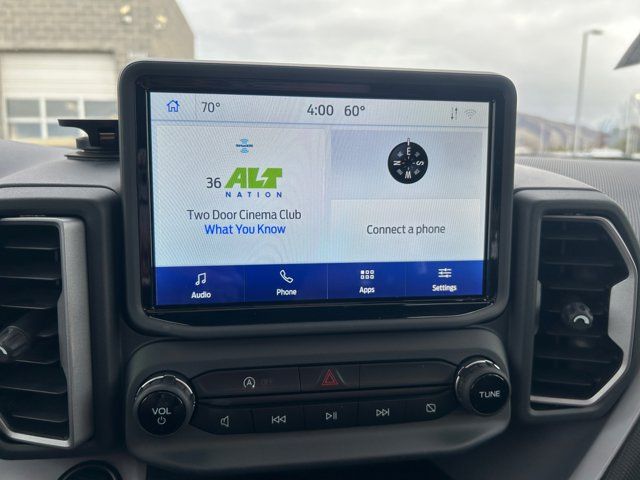 70° 4:00 60°
SiriusXM
36 ALT
NATION
Two Door Cinema Club
What You Know
E
N S
W
Connect a phone
Audio Phone Apps Settings
VOL
TUNE